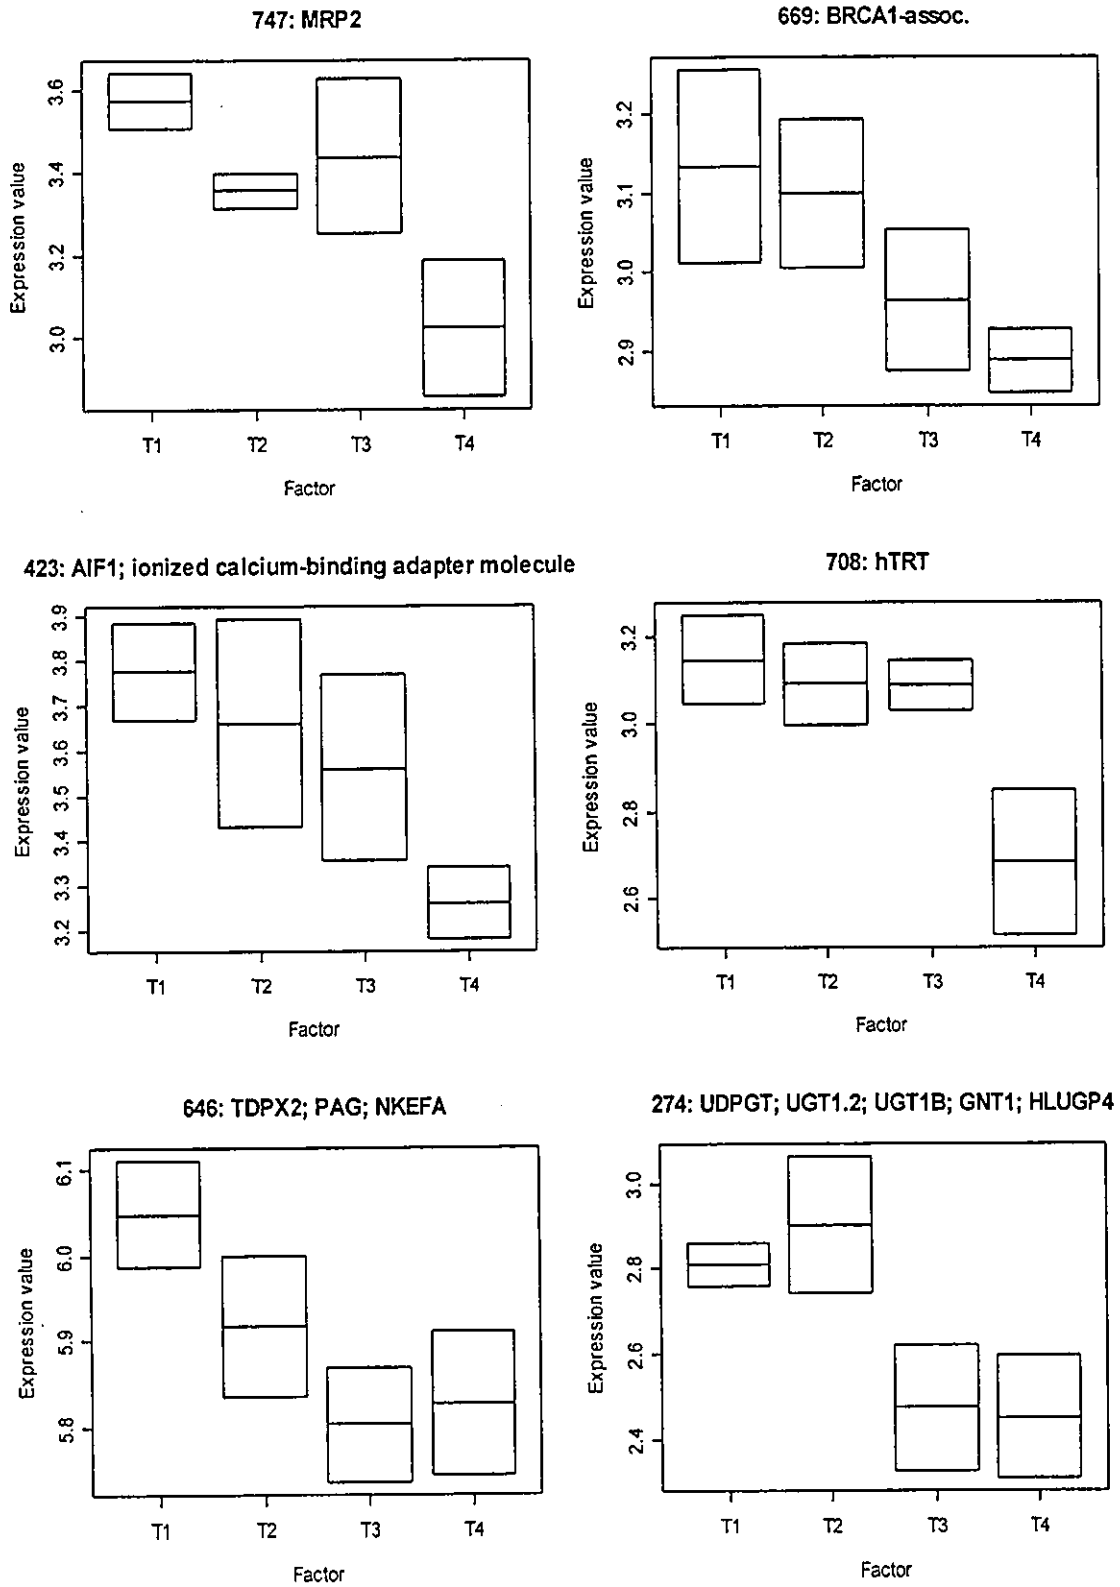 747: MRP2
Expression value
3.6
3.4
3.2
3.0
T1 T2 T3 T4
Factor
669: BRCA1-assoc.
Expression value
3.2
3.1
3.0
2.9
T1 T2 T3 T4
Factor
423: AIF1; ionized calcium-binding adapter molecule
Expression value
3.9
3.8
3.7
3.6
3.5
3.4
3.3
3.2
T1 T2 T3 T4
Factor
708: hTRT
Expression value
3.2
3.0
2.8
2.6
T1 T2 T3 T4
Factor
646: TDPX2; PAG; NKEFA
Expression value
6.1
6.0
5.9
5.8
T1 T2 T3 T4
Factor
274: UDPGT; UGT1.2; UGT1B; GNT1; HLUGP4
Expression value
3.0
2.8
2.6
2.4
T1 T2 T3 T4
Factor